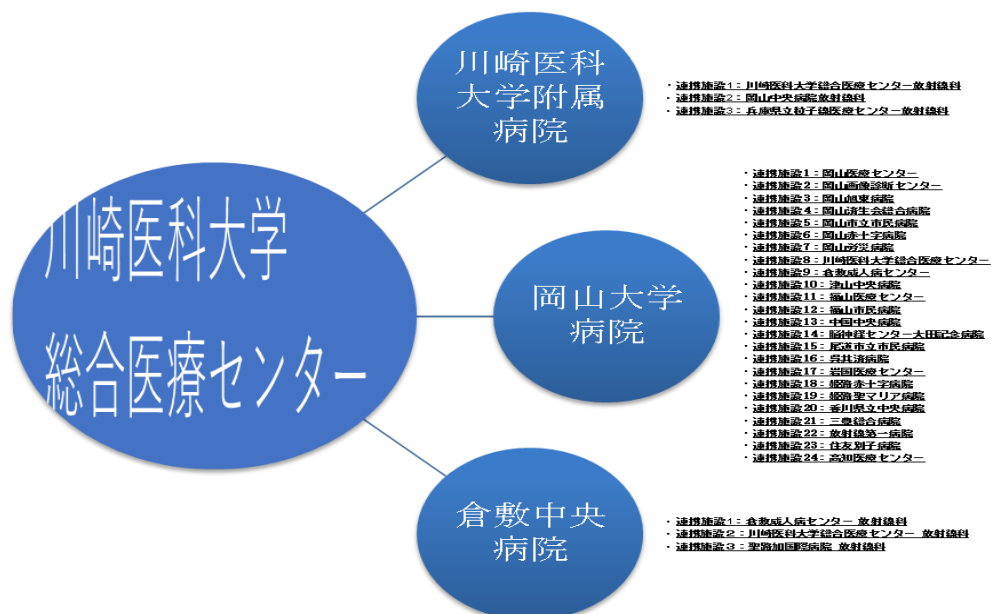 川崎医科
大学附属
病院
・連携施設1：川崎医科大学総合医療センター放射線科
・連携施設2：岡山中央病院放射線科
・連携施設3：兵庫県立粒子線医療センター放射線科
川崎医科大学
総合医療センター
岡山大学
病院
・連携施設1：岡山医療センター
・連携施設2：岡山画像診断センター
・連携施設3：岡山旭東病院
・連携施設4：岡山済生会総合病院
・連携施設5：岡山市立市民病院
・連携施設6：岡山赤十字病院
・連携施設7：岡山労災病院
・連携施設8：川崎医科大学総合医療センター
・連携施設9：倉敷成人病センター
・連携施設10：津山中央病院
・連携施設11：福山医療センター
・連携施設12：福山市民病院
・連携施設13：中国中央病院
・連携施設14：脳神経センター大田記念病院
・連携施設15：尾道市立市民病院
・連携施設16：呉共済病院
・連携施設17：岩国医療センター
・連携施設18：姫路赤十字病院
・連携施設19：姫路聖マリア病院
・連携施設20：香川県立中央病院
・連携施設21：三豊総合病院
・連携施設22：放射線第一病院
・連携施設23：住友別子病院
・連携施設24：高知医療センター
倉敷中央
病院
・連携施設１：倉敷成人病センター 放射線科
・連携施設２：川崎医科大学総合医療センター 放射線科
・連携施設３：聖路加国際病院 放射線科